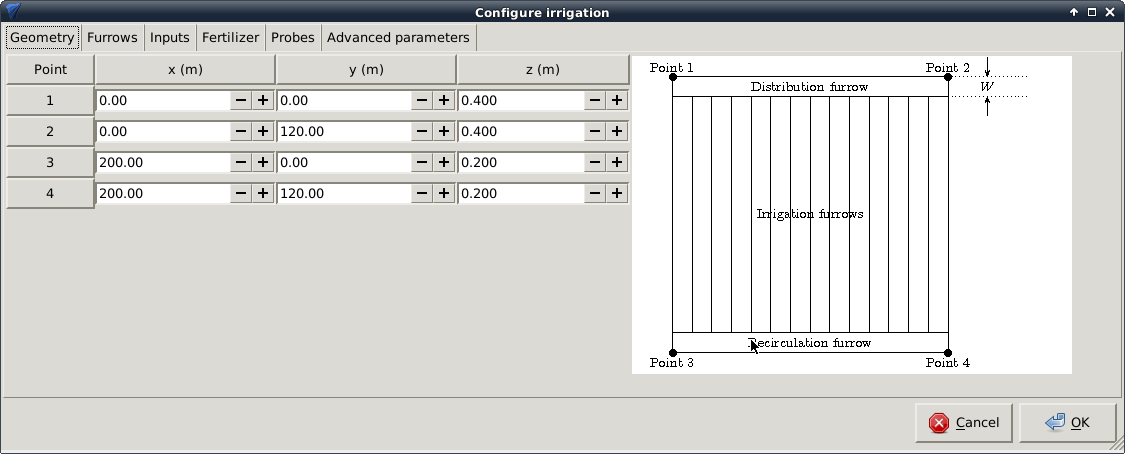 Configure irrigation
Geometry Furrows Inputs Fertilizer Probes Advanced parameters
Point x (m) y (m) z (m)
1 0.00 0.00 0.400
2 0.00 120.00 0.400
3 200.00 0.00 0.200
4 200.00 120.00 0.200
Point 1 Point 2
Distribution furrow W
Irrigation furrows
Recirculation furrow
Point 3 Point 4
Cancel OK